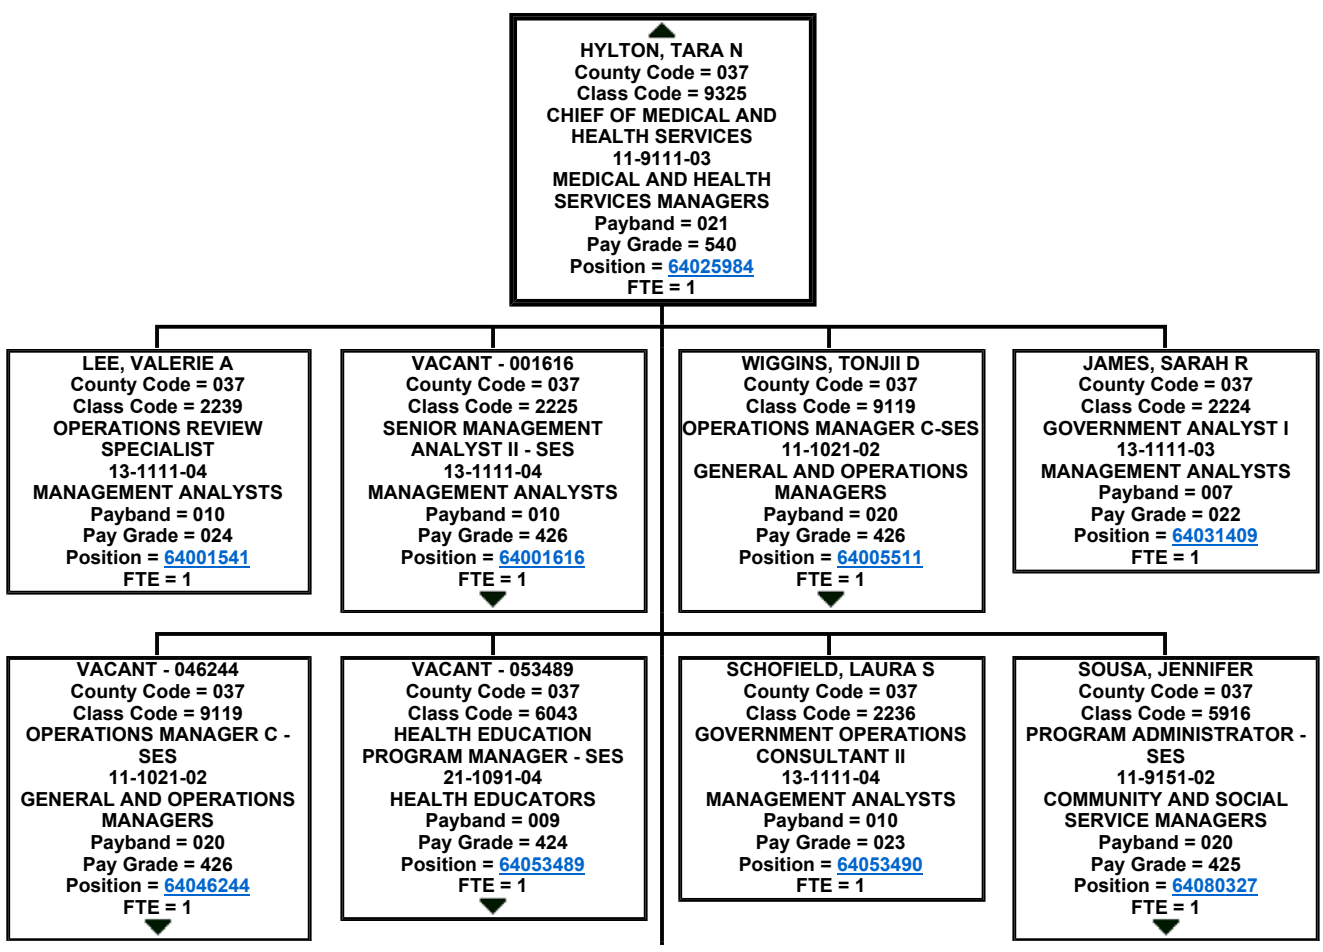 HYLTON, TARA N
County Code = 037
Class Code = 9325
CHIEF OF MEDICAL AND
HEALTH SERVICES
11-9111-03
MEDICAL AND HEALTH
SERVICES MANAGERS
Payband = 021
Pay Grade = 540
Position = 64025984
FTE = 1
LEE, VALERIE A
County Code = 037
Class Code = 2239
OPERATIONS REVIEW
SPECIALIST
13-1111-04
MANAGEMENT ANALYSTS
Payband = 010
Pay Grade = 024
Position = 64001541
FTE = 1
VACANT - 001616
County Code = 037
Class Code = 2225
SENIOR MANAGEMENT
ANALYST II - SES
13-1111-04
MANAGEMENT ANALYSTS
Payband = 010
Pay Grade = 426
Position = 64001616
FTE = 1
WIGGINS, TONJII D
County Code = 037
Class Code = 9119
OPERATIONS MANAGER C-SES
11-1021-02
GENERAL AND OPERATIONS
MANAGERS
Payband = 020
Pay Grade = 426
Position = 64005511
FTE = 1
JAMES, SARAH R
County Code = 037
Class Code = 2224
GOVERNMENT ANALYST I
13-1111-03
MANAGEMENT ANALYSTS
Payband = 007
Pay Grade = 022
Position = 64031409
FTE = 1
VACANT - 046244
County Code = 037
Class Code = 9119
OPERATIONS MANAGER C -
SES
11-1021-02
GENERAL AND OPERATIONS
MANAGERS
Payband = 020
Pay Grade = 426
Position = 64046244
FTE = 1
VACANT - 053489
County Code = 037
Class Code = 6043
HEALTH EDUCATION
PROGRAM MANAGER - SES
21-1091-04
HEALTH EDUCATORS
Payband = 009
Pay Grade = 424
Position = 64053489
FTE = 1
SCHOFIELD, LAURA S
County Code = 037
Class Code = 2236
GOVERNMENT OPERATIONS
CONSULTANT II
13-1111-04
MANAGEMENT ANALYSTS
Payband = 010
Pay Grade = 023
Position = 64053490
FTE = 1
SOUSA, JENNIFER
County Code = 037
Class Code = 5916
PROGRAM ADMINISTRATOR -
SES
11-9151-02
COMMUNITY AND SOCIAL
SERVICE MANAGERS
Payband = 020
Pay Grade = 425
Position = 64080327
FTE = 1